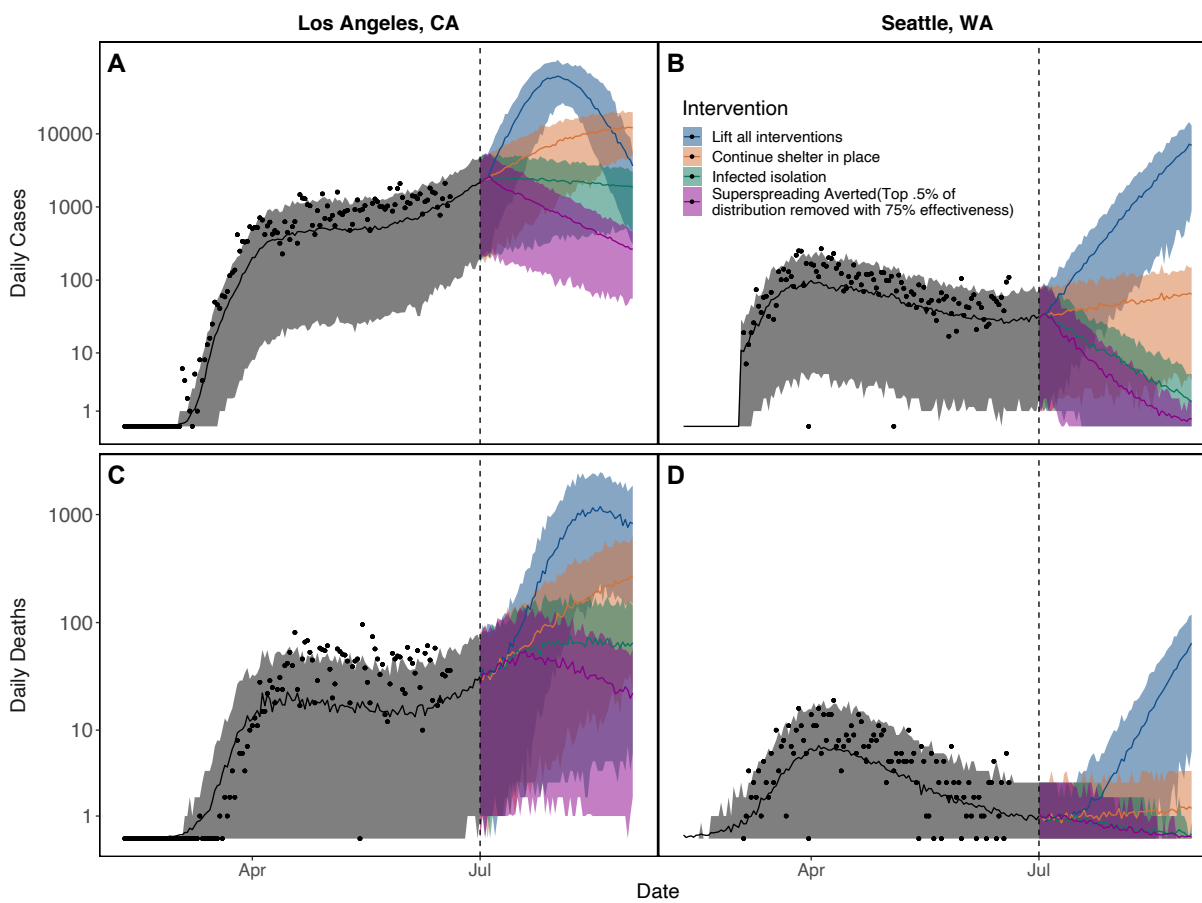 Los Angeles, CA
Seattle, WA
A
B
Daily Cases
10000
1000
100
10
1
Intervention
Lift all interventions
Continue shelter in place
Infected isolation
Superspreading Averted(Top .5% of
distribution removed with 75% effectiveness)
C
D
Daily Deaths
1000
100
10
1
Apr
Jul
Apr
Jul
Date